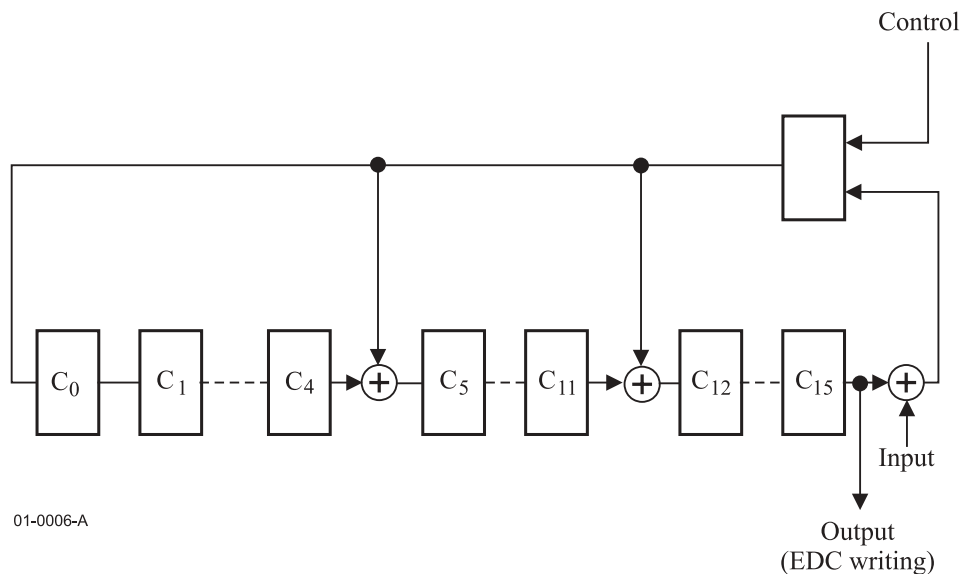 Control
C0 C1 C4 + C5 C11 + C12 C15 +
Input
01-0006-A
Output
(EDC writing)